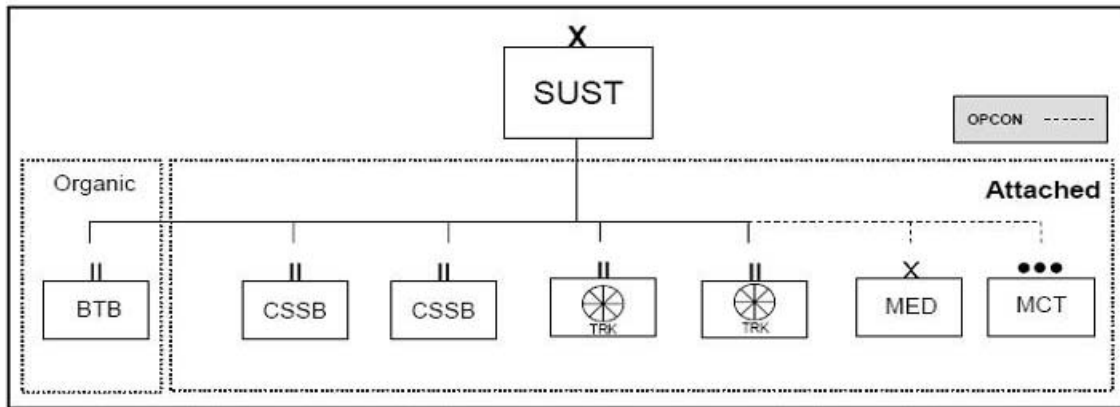 X
SUST
OPCON
Organic
Attached
II II II II II X •••
BTB CSSB CSSB TRK TRK MED MCT